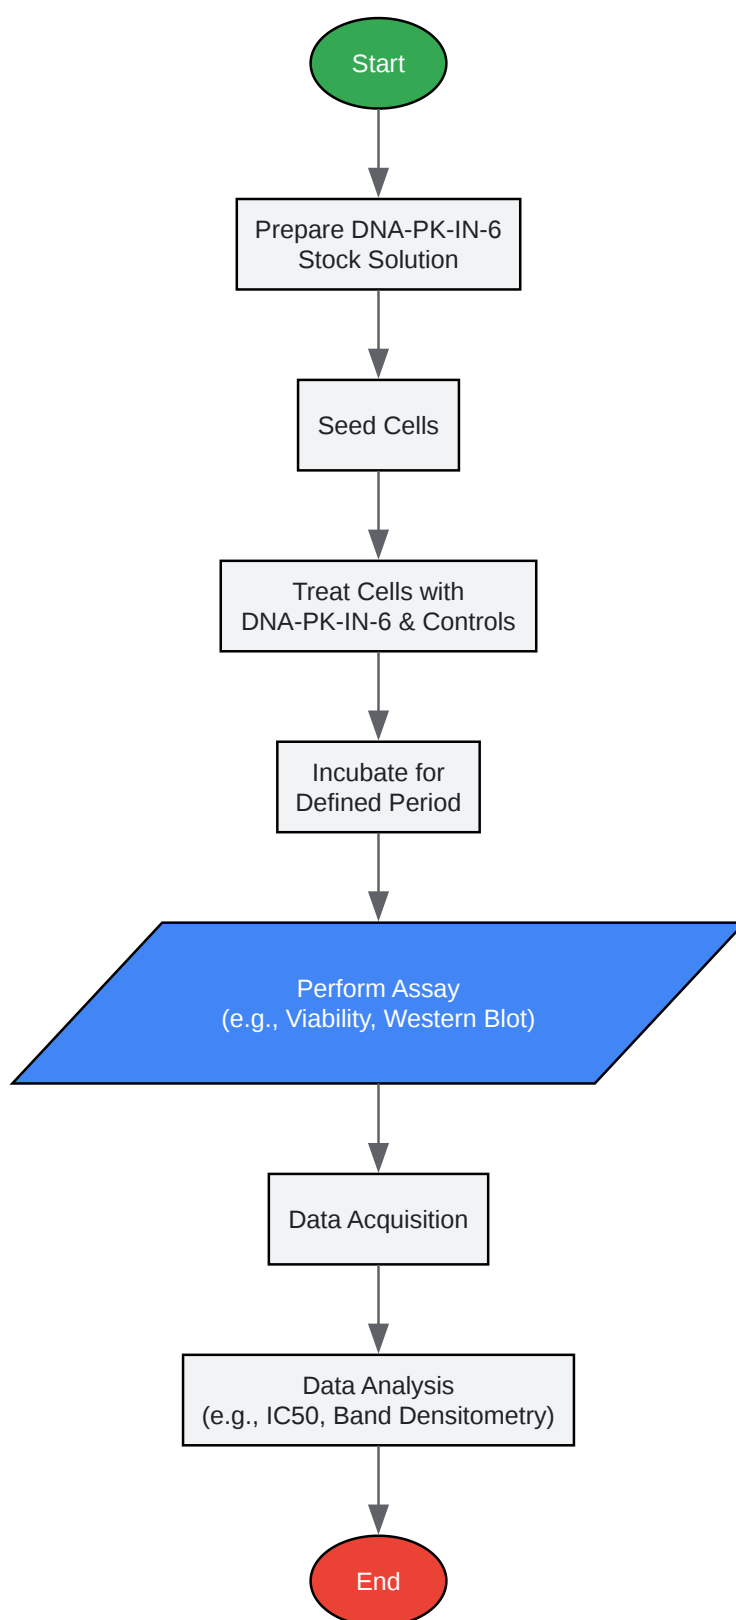 Start
Prepare DNA-PK-IN-6
Stock Solution
Seed Cells
Treat Cells with
DNA-PK-IN-6 & Controls
Incubate for
Defined Period
Perform Assay
(e.g., Viability, Western Blot)
Data Acquisition
Data Analysis
(e.g., IC50, Band Densitometry)
End